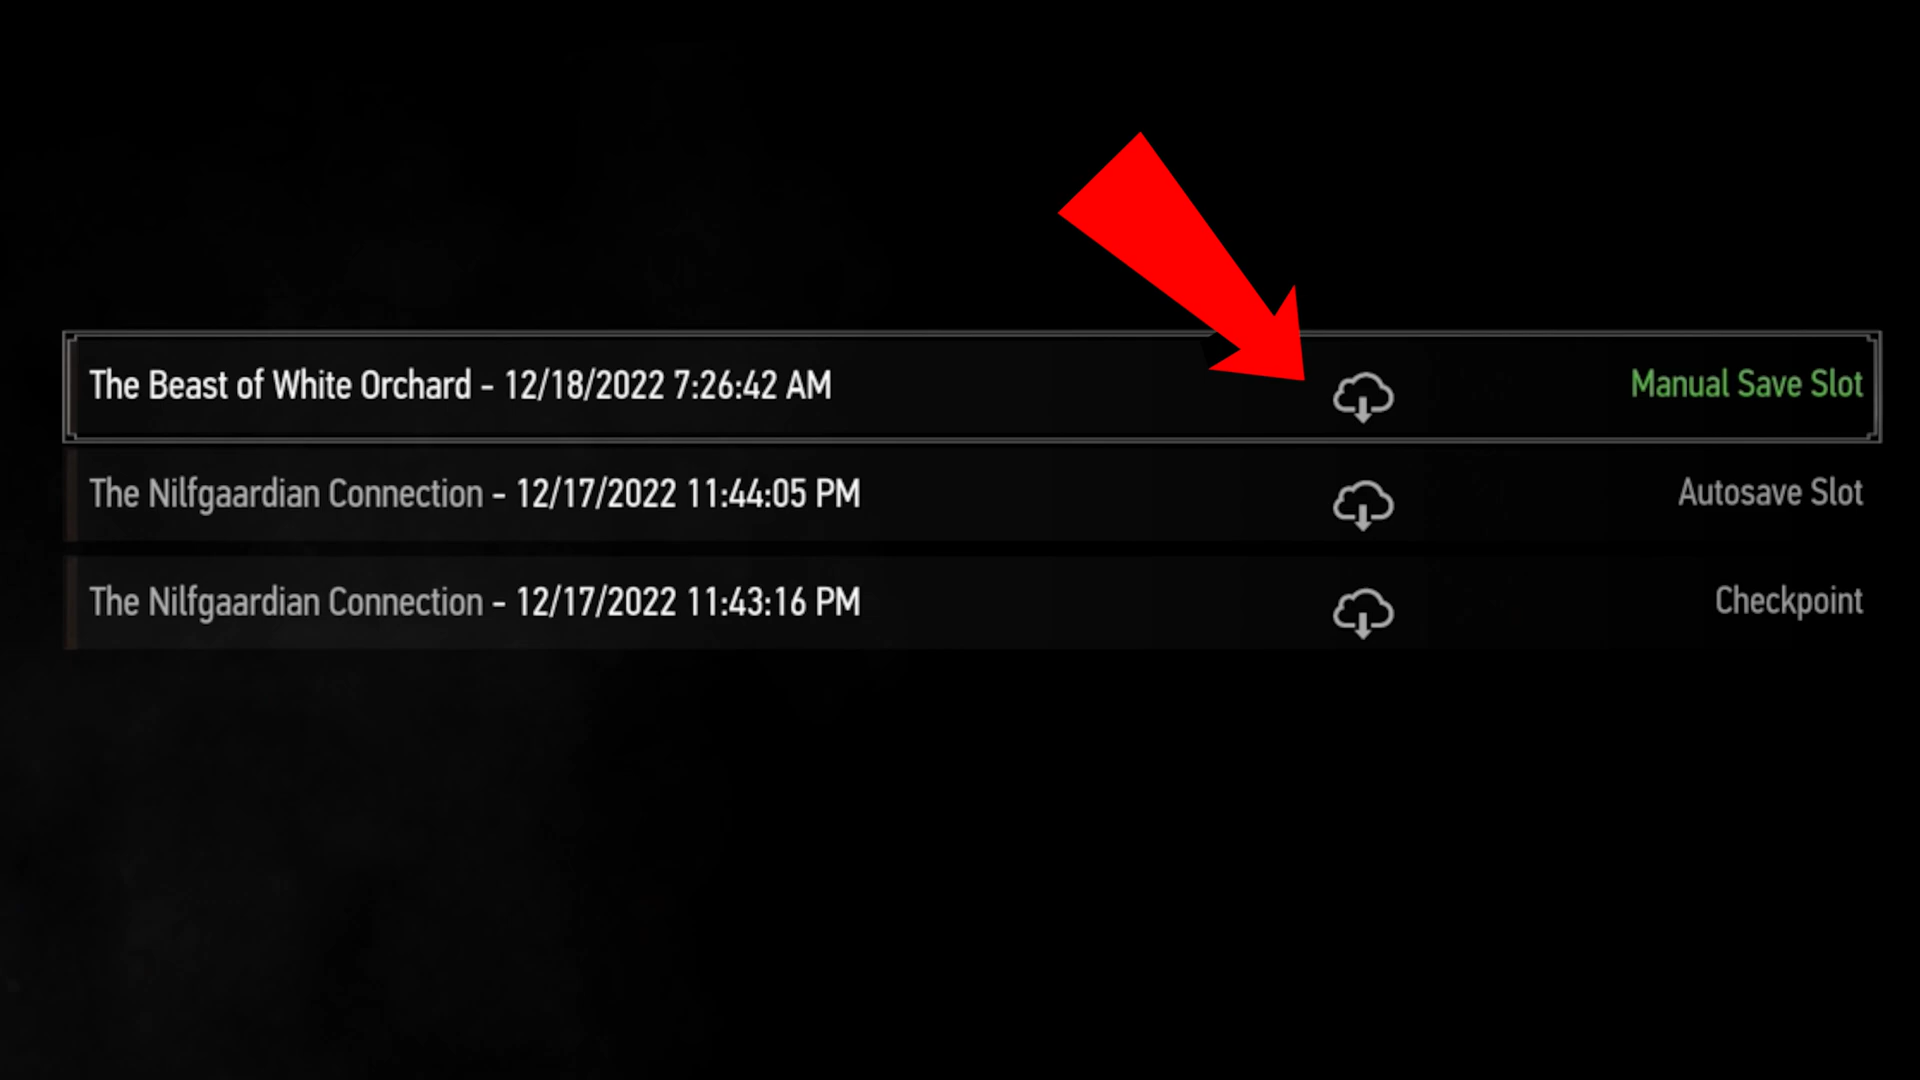 The Beast of White Orchard - 12/18/2022 7:26:42 AM Manual Save Slot
The Nilfgaardian Connection - 12/17/2022 11:44:05 PM Autosave Slot
The Nilfgaardian Connection - 12/17/2022 11:43:16 PM Checkpoint